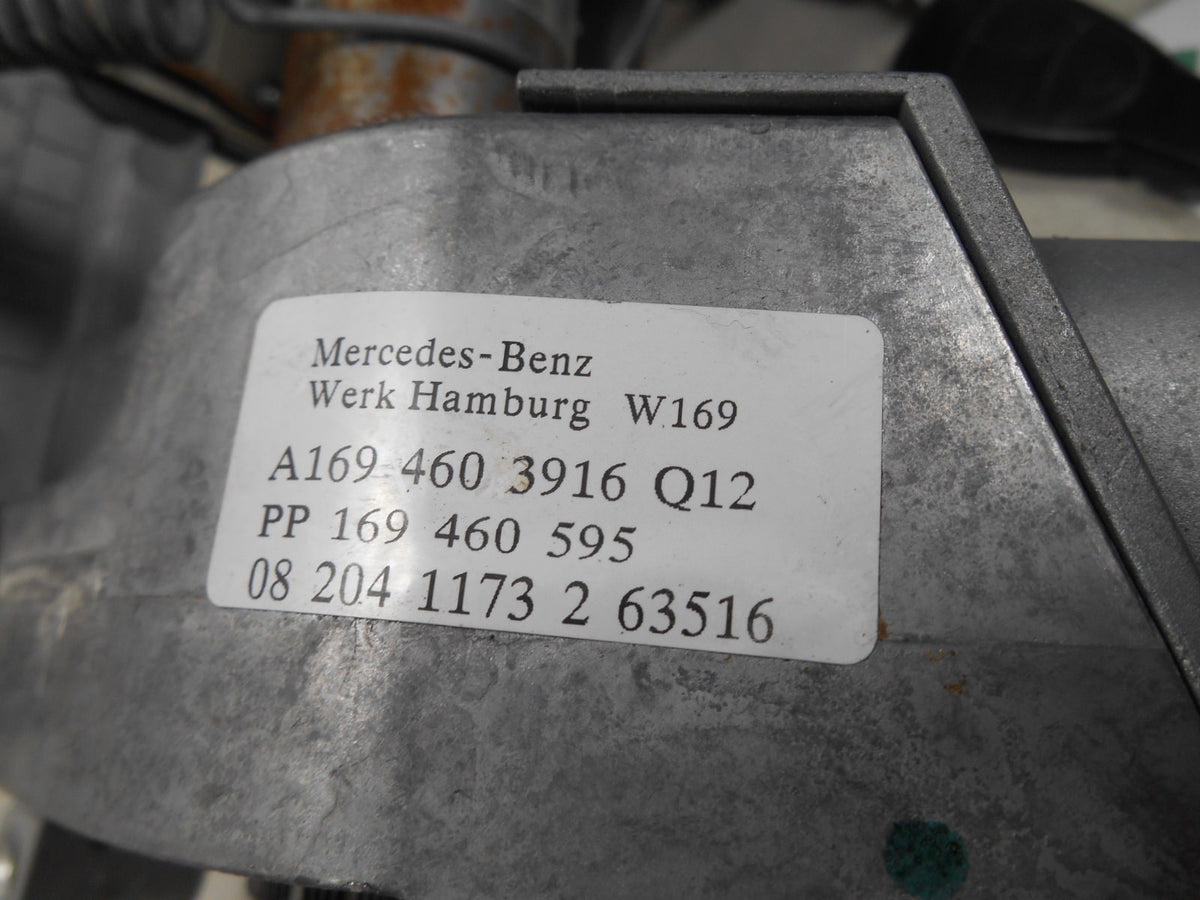 Mercedes-Benz
Werk Hamburg W169
A169 460 3916 Q12
PP 169 460 595
08 204 1173 2 63516